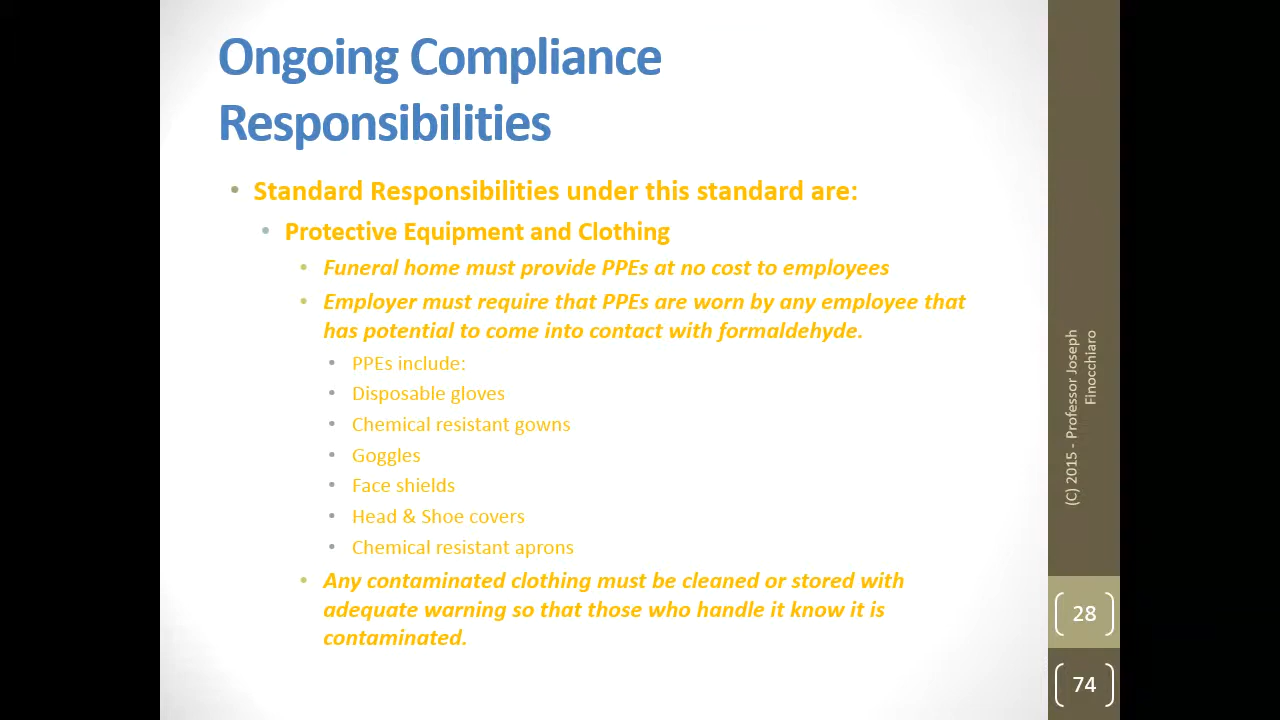 Ongoing Compliance
Responsibilities
• Standard Responsibilities under this standard are:
• Protective Equipment and Clothing
• Funeral home must provide PPEs at no cost to employees
• Employer must require that PPEs are worn by any employee that
has potential to come into contact with formaldehyde.
• PPEs include:
• Disposable gloves
• Chemical resistant gowns
• Goggles
• Face shields
• Head & Shoe covers
• Chemical resistant aprons
• Any contaminated clothing must be cleaned or stored with
adequate warning so that those who handle it know it is
contaminated.
(C) 2015 - Professor Joseph
Finocchiaro
28
74